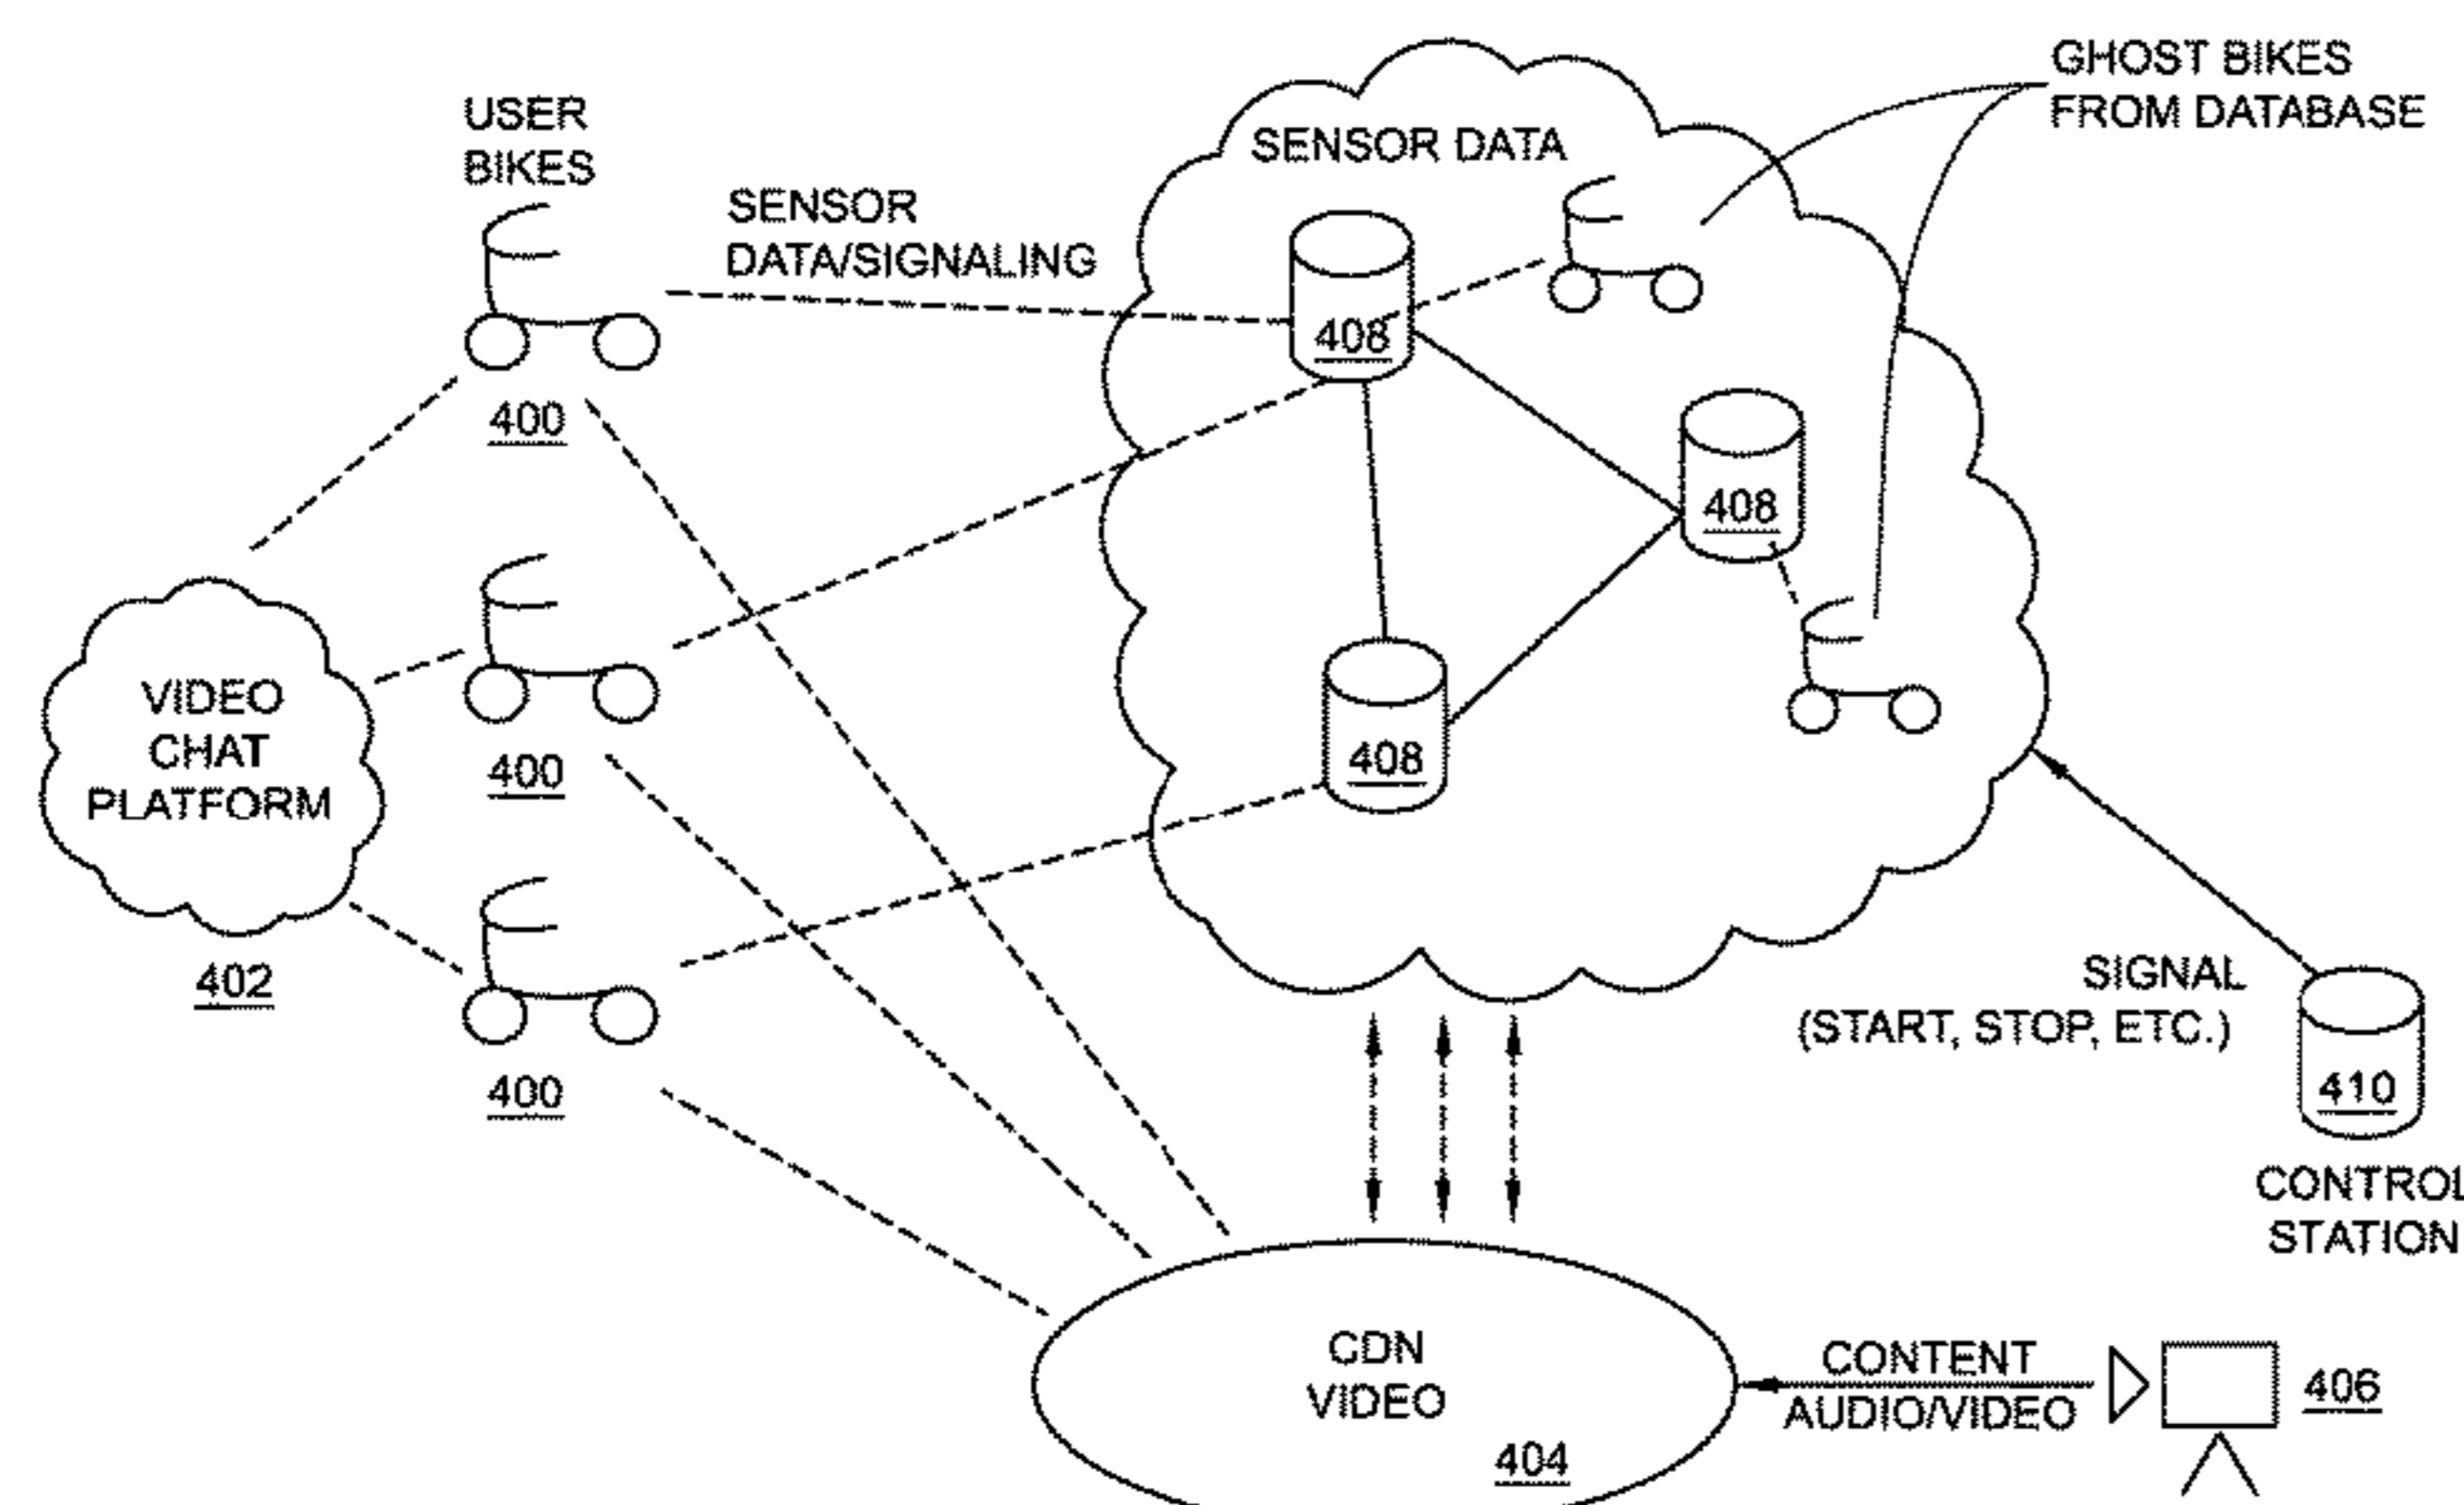 GHOST BIKES
FROM DATABASE
USER
BIKES
SENSOR DATA
SENSOR
DATA/SIGNALING
408
400
408
VIDEO
CHAT
PLATFORM
400
408
402
SIGNAL
(START, STOP, ETC.)
400
410
CONTROL
STATION
CDN
VIDEO
404
CONTENT
AUDIO/VIDEO
406